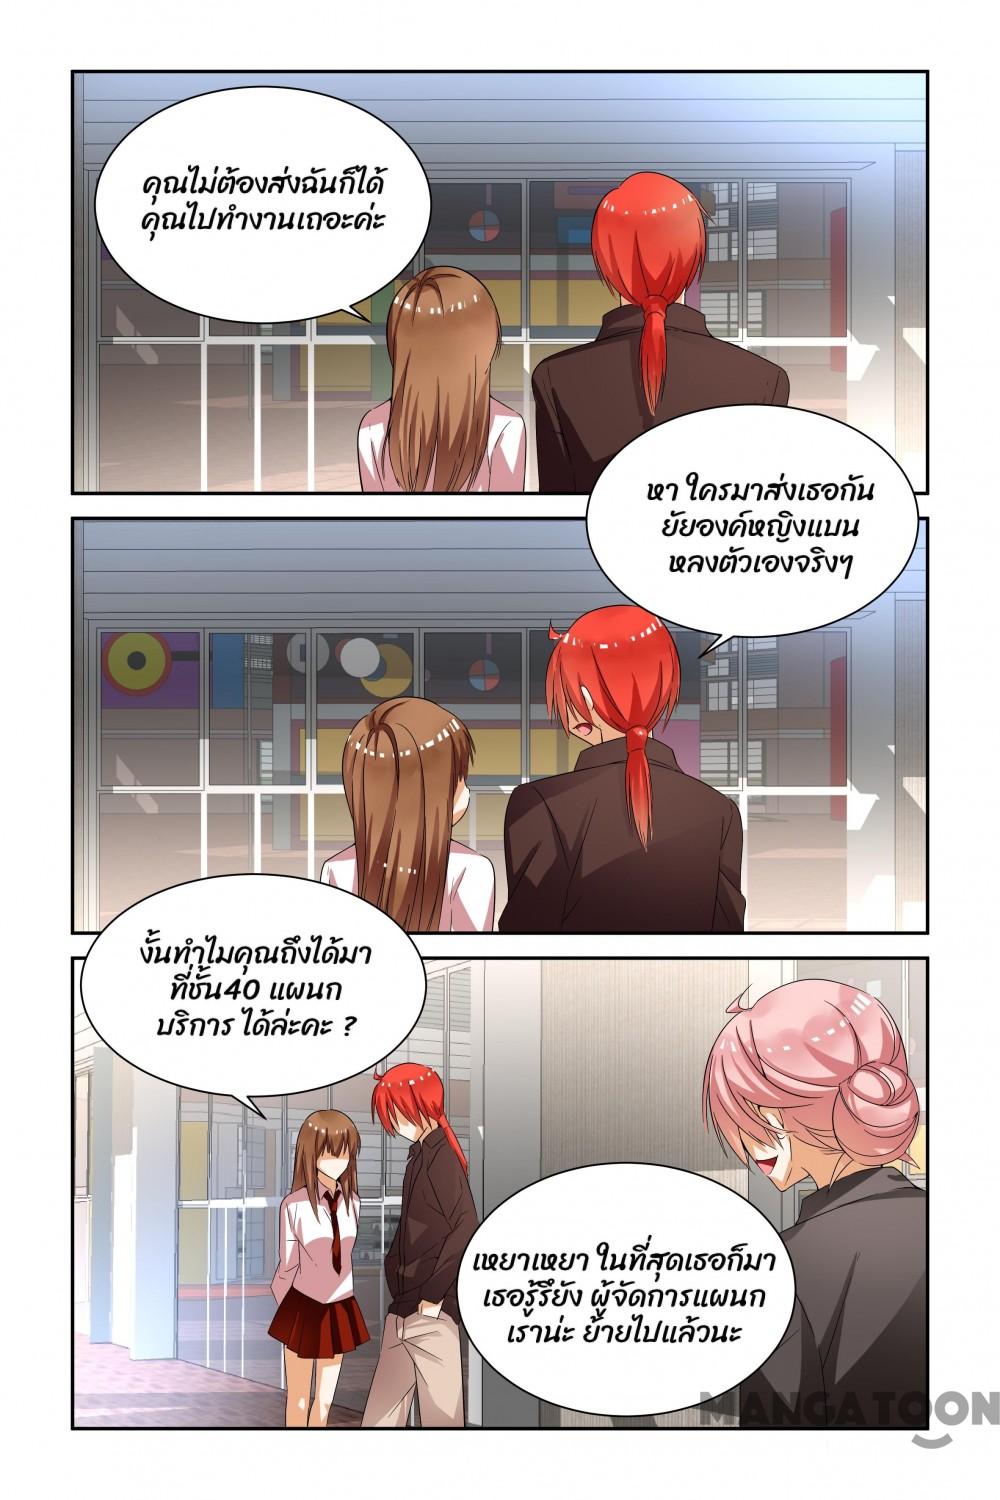 คุณไม่ต้องส่งฉันก็ได้
คุณไปทำงานเถอะค่ะ
หา ใครมาส่งเธอกัน
ยัยองค์หญิงแบน
หลงตัวเองจริงๆ
งั้นทำไมคุณถึงได้มา
ที่ชั้น40 แผนก
บริการ ได้ล่ะคะ ?
เหยาเหยา ในที่สุดเธอก็มา
เธอรู้รึยัง ผู้จัดการแผนก
เราน่ะ ย้ายไปแล้วนะ
MANGATOON